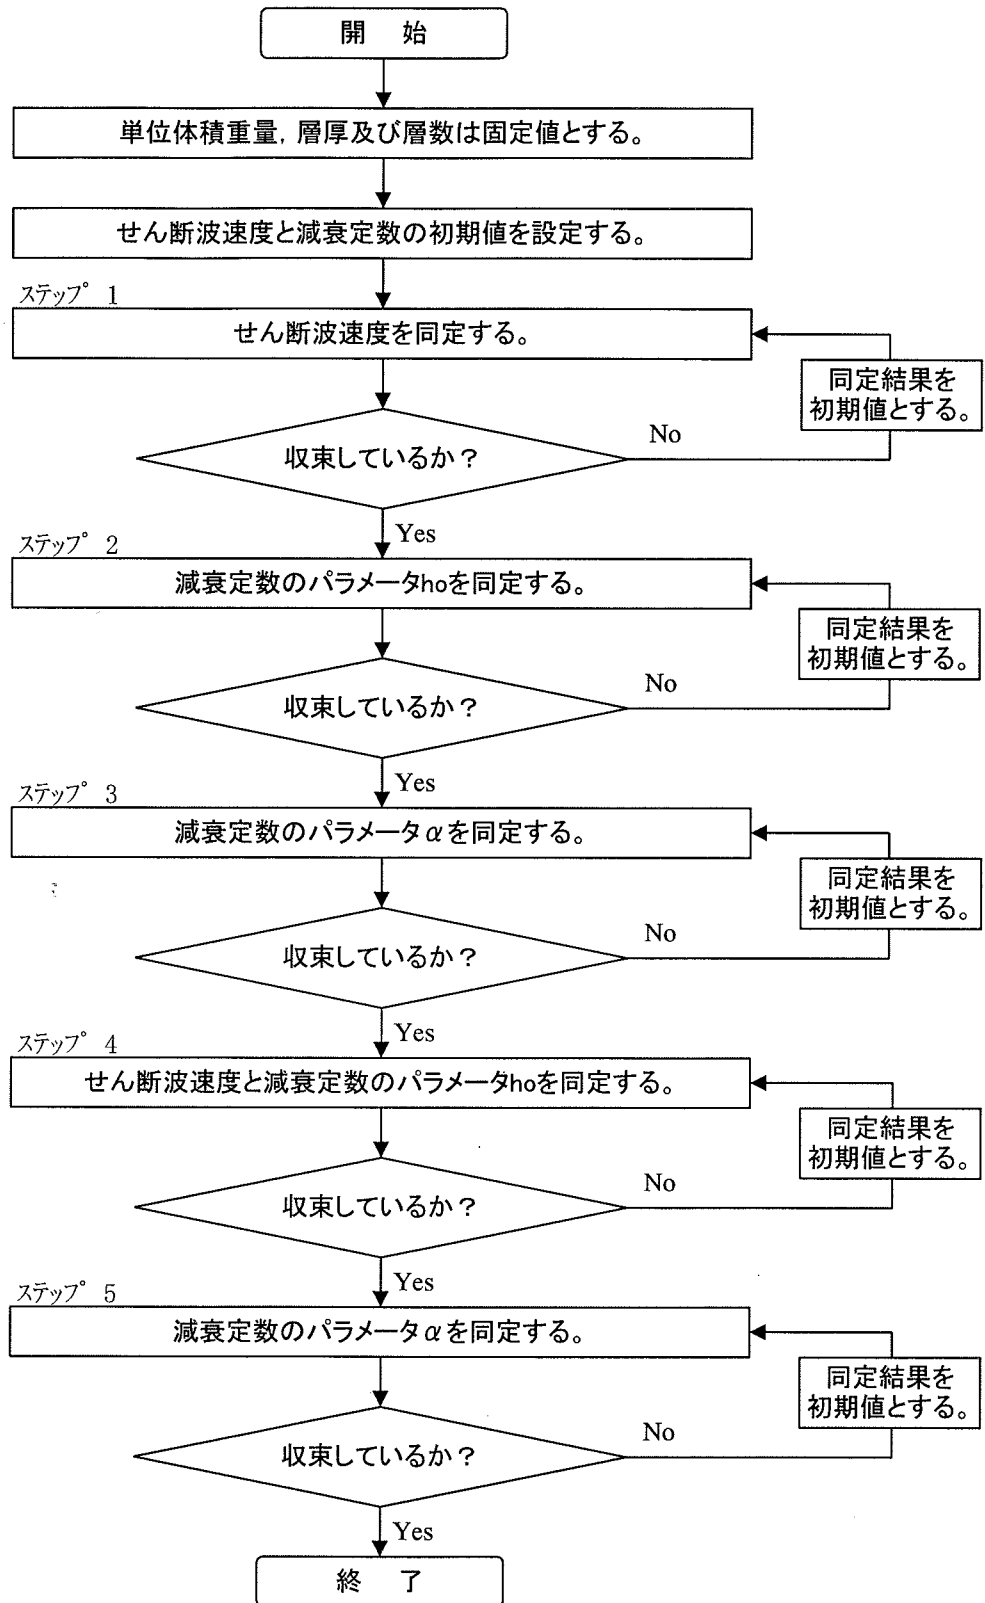 開 始
単位体積重量，層厚及び層数は固定値とする。
せん断波速度と減衰定数の初期値を設定する。
ステップ 1
せん断波速度を同定する。
同定結果を
初期値とする。
収束しているか？
No
Yes
ステップ 2
減衰定数のパラメータhoを同定する。
同定結果を
初期値とする。
収束しているか？
No
Yes
ステップ 3
減衰定数のパラメータαを同定する。
同定結果を
初期値とする。
収束しているか？
No
Yes
ステップ 4
せん断波速度と減衰定数のパラメータhoを同定する。
同定結果を
初期値とする。
収束しているか？
No
Yes
ステップ 5
減衰定数のパラメータαを同定する。
同定結果を
初期値とする。
収束しているか？
No
Yes
終 了